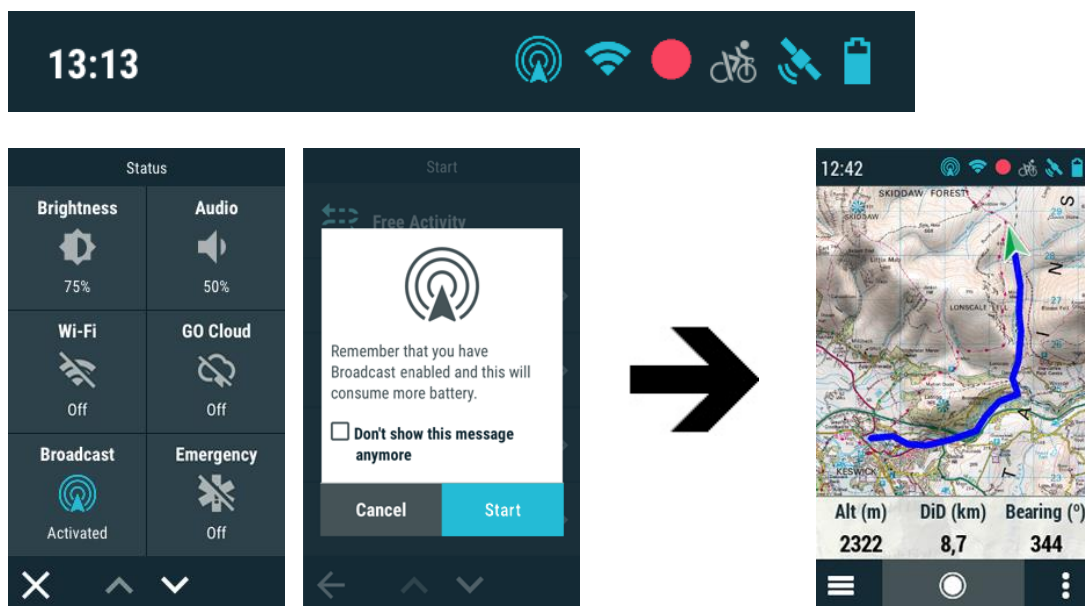 13:13
Status
Brightness Audio
75% 50%
Wi-Fi GO Cloud
Off Off
Broadcast Emergency
Activated Off
Start
Free Activity
Remember that you have
Broadcast enabled and this will
consume more battery.
Don't show this message
anymore
Cancel Start
12:42
SKIDDAW FOREST
SKIDDAW
LONSCALE FELL
KESWICK
Alt (m) DiD (km) Bearing (º)
2322 8,7 344